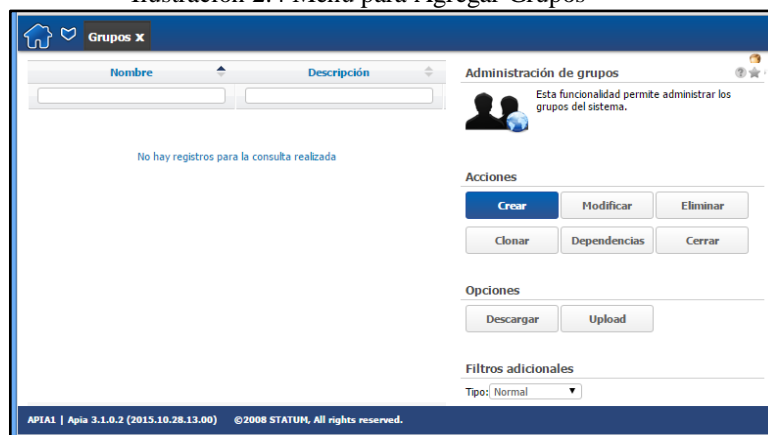 Ilustración 2.4 Menú para Agregar Grupos
Grupos x
Nombre
Descripción
No hay registros para la consulta realizada
Administración de grupos
Esta funcionalidad permite administrar los
grupos del sistema.
Acciones
Crear
Modificar
Eliminar
Clonar
Dependencias
Cerrar
Opciones
Descargar
Upload
Filtros adicionales
Tipo: Normal
APIA1 | Apia 3.1.0.2 (2015.10.28.13.00) ©2008 STATUM, All rights reserved.